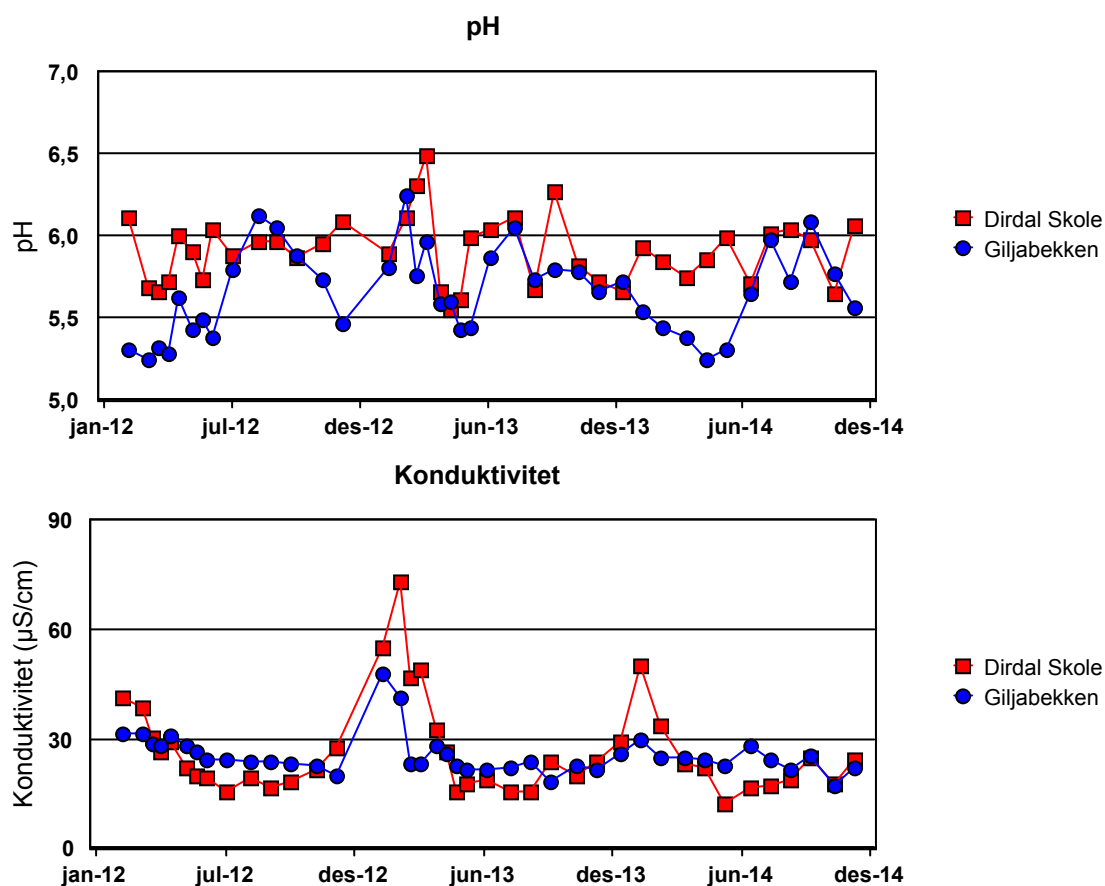 pH
7,0
6,5
6,0
5,5
5,0
pH
jan-12 jul-12 des-12 jun-13 des-13 jun-14 des-14
Dirdal Skole
Giljabekken
Konduktivitet
90
60
30
0
Konduktivitet (µS/cm)
jan-12 jul-12 des-12 jun-13 des-13 jun-14 des-14
Dirdal Skole
Giljabekken